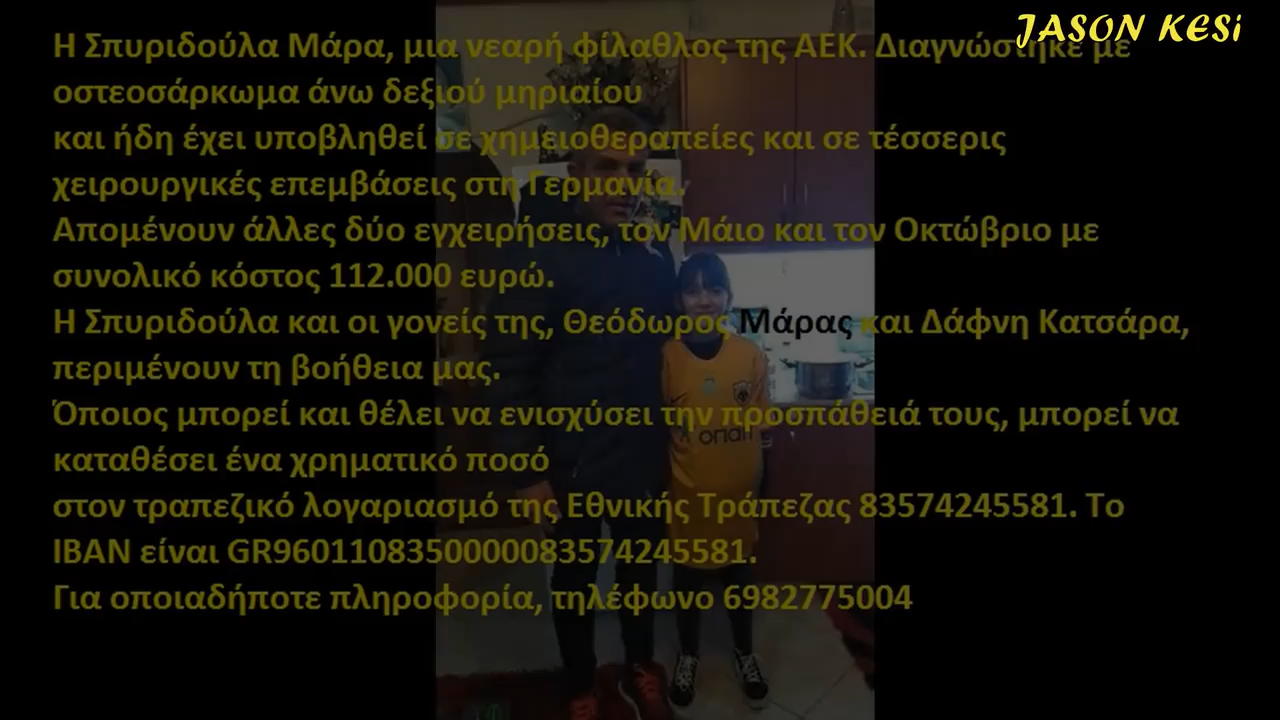 JASON KESi
Η Σπυριδούλα Μάρα, μια νεαρή φίλαθλος της ΑΕΚ. Διαγνώστηκε με
οστεοσάρκωμα άνω δεξιού μηριαίου
και ήδη έχει υποβληθεί σε χημειοθεραπείες και σε τέσσερις
χειρουργικές επεμβάσεις στη Γερμανία.
Απομένουν άλλες δύο εγχειρήσεις, τον Μάιο και τον Οκτώβριο με
συνολικό κόστος 112.000 ευρώ.
Η Σπυριδούλα και οι γονείς της, Θεόδωρος Μάρας και Δάφνη Κατσάρα,
περιμένουν τη βοήθεια μας.
Όποιος μπορεί και θέλει να ενισχύσει την προσπάθειά τους, μπορεί να
καταθέσει ένα χρηματικό ποσό
στον τραπεζικό λογαριασμό της Εθνικής Τράπεζας 83574245581. Το
ΙΒΑΝ είναι GR9601108350000083574245581.
Για οποιαδήποτε πληροφορία, τηλέφωνο 6982775004
οπαπ